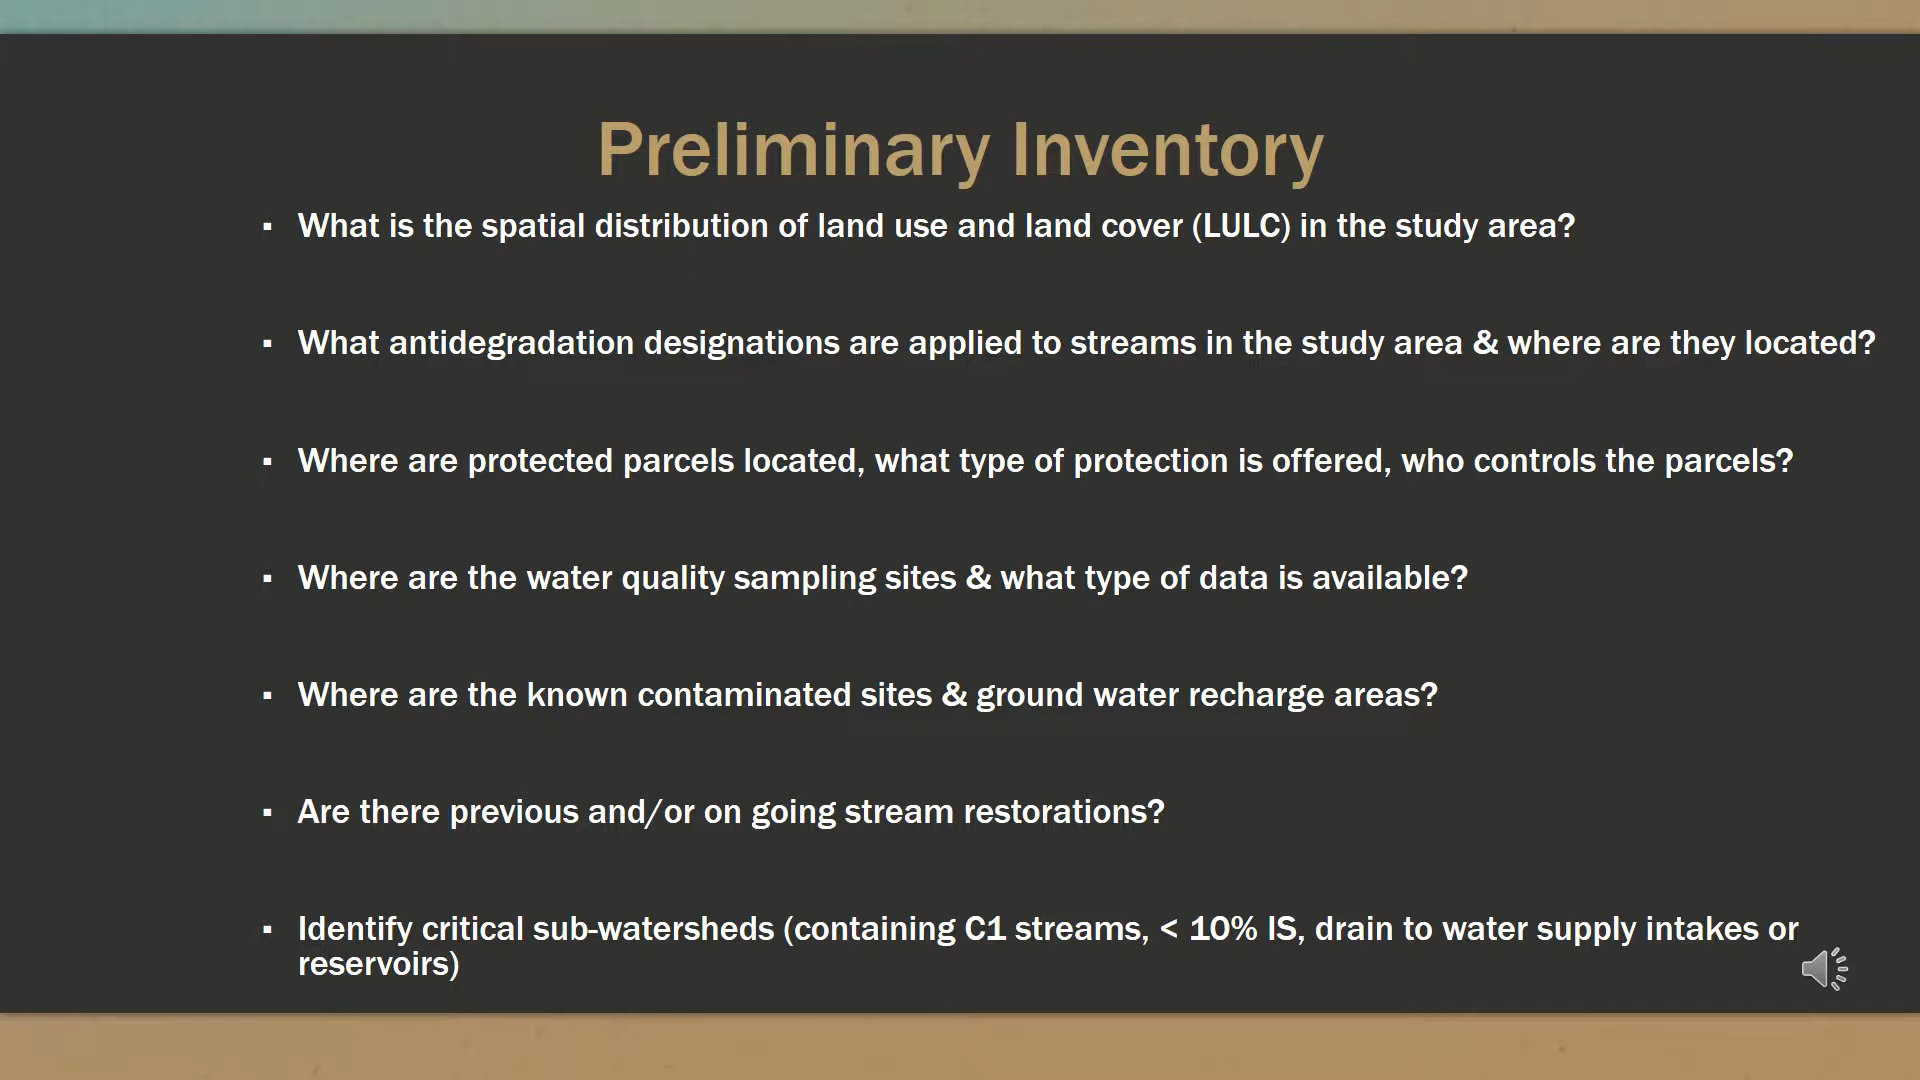 Preliminary Inventory
▪ What is the spatial distribution of land use and land cover (LULC) in the study area?
▪ What antidegradation designations are applied to streams in the study area & where are they located?
▪ Where are protected parcels located, what type of protection is offered, who controls the parcels?
▪ Where are the water quality sampling sites & what type of data is available?
▪ Where are the known contaminated sites & ground water recharge areas?
▪ Are there previous and/or on going stream restorations?
▪ Identify critical sub-watersheds (containing C1 streams, < 10% IS, drain to water supply intakes or
reservoirs)